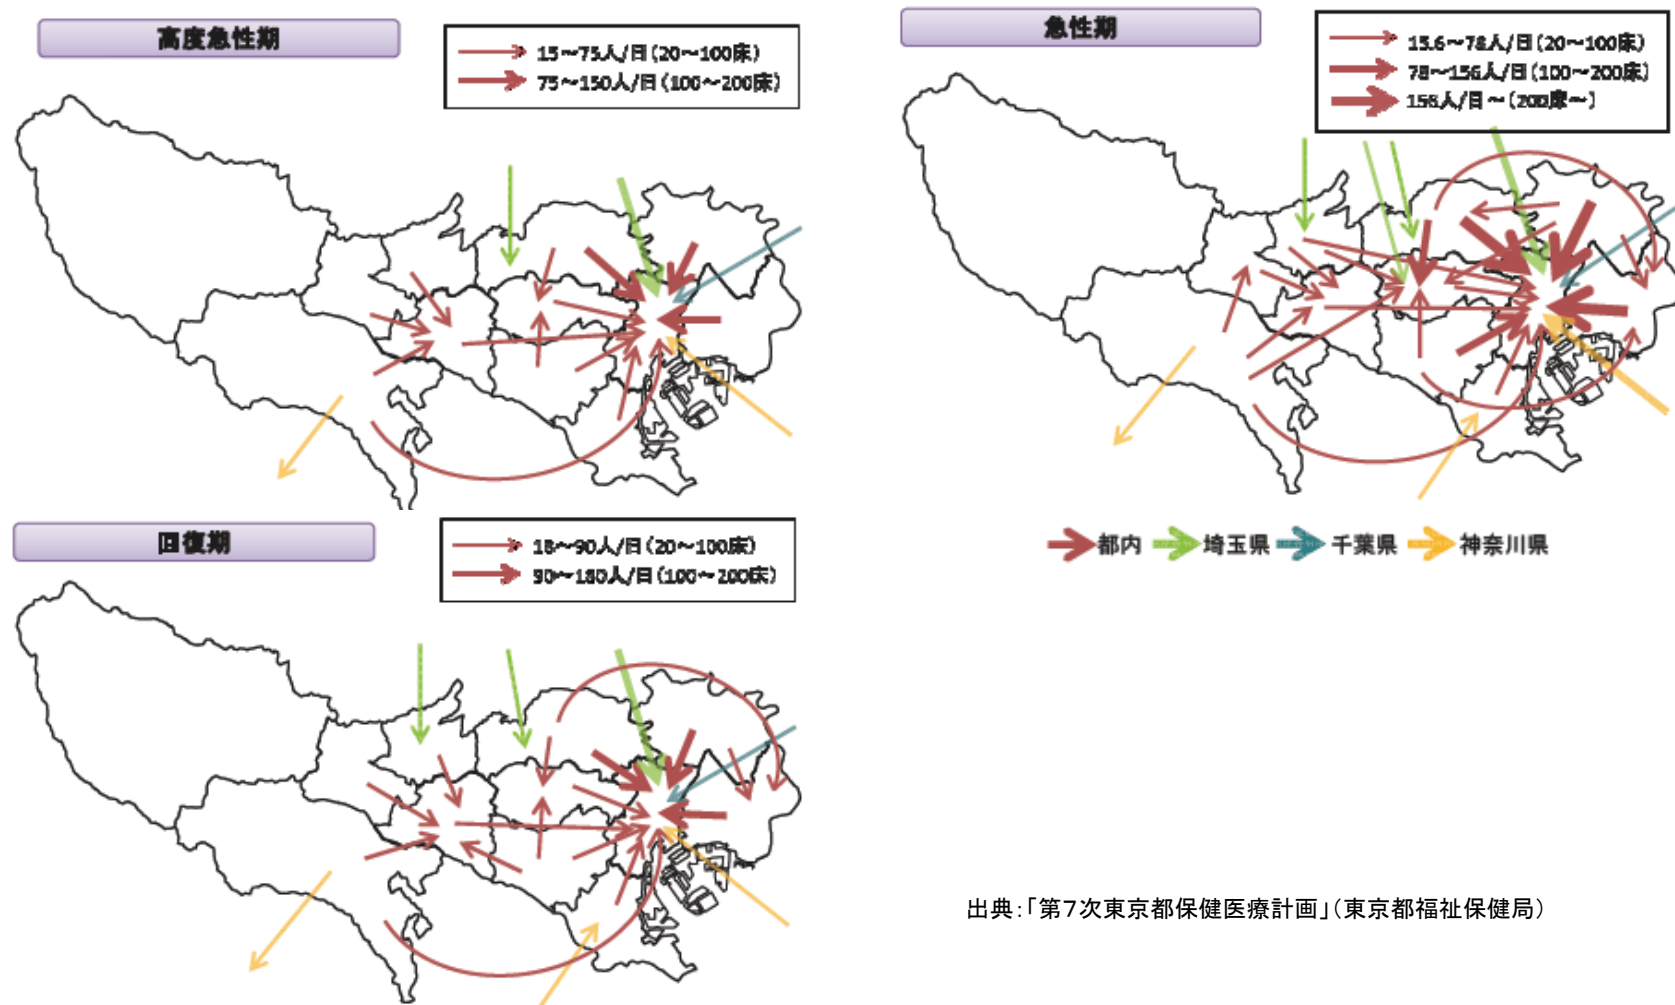 高度急性期
15～75人/日(20～100床)
75～150人/日(100～200床)
急性期
15.6～78人/日(20～100床)
78～156人/日(100～200床)
156人/日～(200床～)
回復期
18～90人/日(20～100床)
90～180人/日(100～200床)
都内 埼玉県 千葉県 神奈川県
出典:「第7次東京都保健医療計画」(東京都福祉保健局)